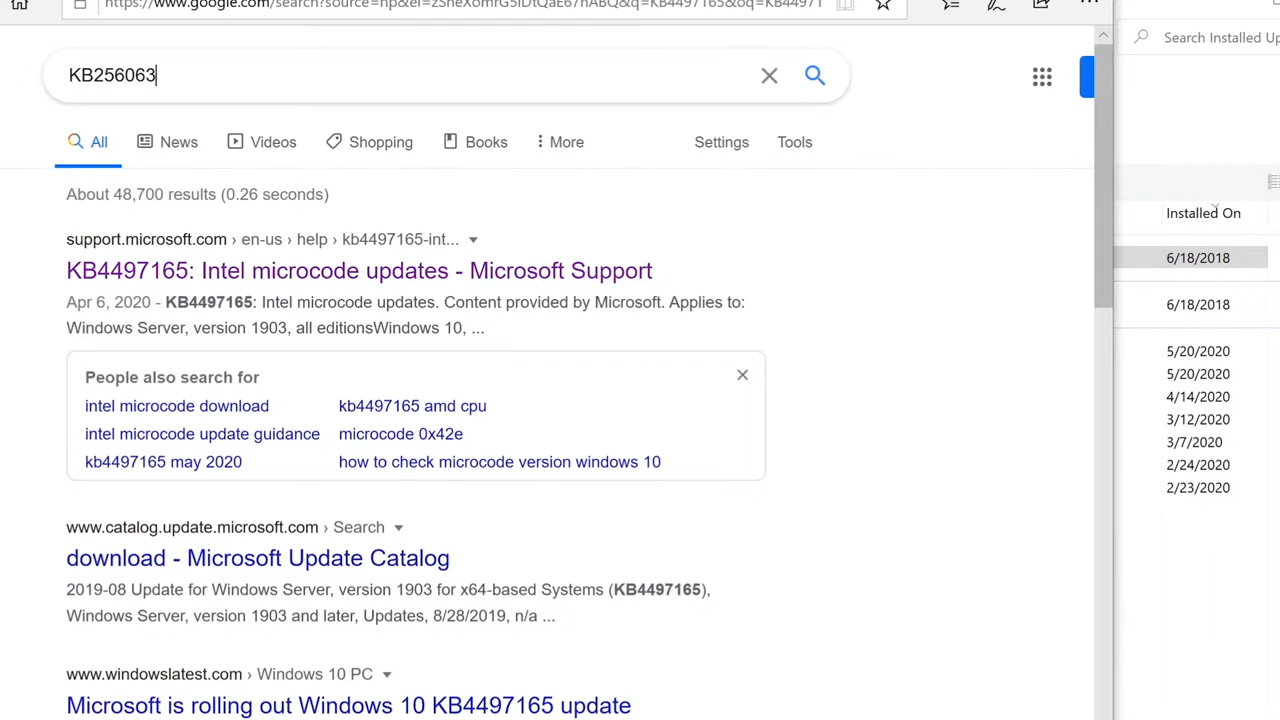 https://www.google.com/search?source=hp&ei=
&q=KB4497165&oq=KB44971
Search Installed Up
KB256063
All
News
Videos
Shopping
Books
More
Settings
Tools
About 48,700 results (0.26 seconds)
support.microsoft.com › en-us › help › kb4497165-int...
KB4497165: Intel microcode updates - Microsoft Support
Apr 6, 2020 - KB4497165: Intel microcode updates. Content provided by Microsoft. Applies to:
Windows Server, version 1903, all editionsWindows 10, ...
People also search for
intel microcode download
kb4497165 amd cpu
intel microcode update guidance
microcode 0x42e
kb4497165 may 2020
how to check microcode version windows 10
www.catalog.update.microsoft.com › Search
download - Microsoft Update Catalog
2019-08 Update for Windows Server, version 1903 for x64-based Systems (KB4497165),
Windows Server, version 1903 and later, Updates, 8/28/2019, n/a ...
www.windowslatest.com › Windows 10 PC
Microsoft is rolling out Windows 10 KB4497165 update
Installed On
6/18/2018
6/18/2018
5/20/2020
5/20/2020
4/14/2020
3/12/2020
3/7/2020
2/24/2020
2/23/2020